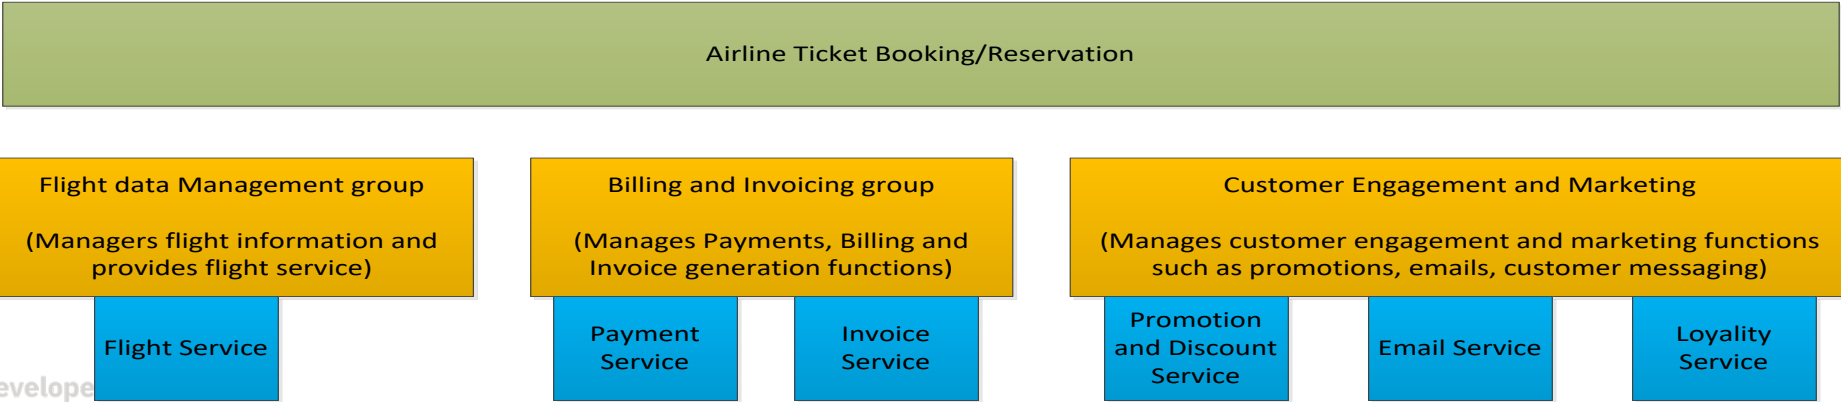 Airline Ticket Booking/Reservation
Flight data Management group
(Managers flight information and
provides flight service)
Billing and Invoicing group
(Manages Payments, Billing and
Invoice generation functions)
Customer Engagement and Marketing
(Manages customer engagement and marketing functions
such as promotions, emails, customer messaging)
Flight Service
Payment
Service
Invoice
Service
Promotion
and Discount
Service
Email Service
Loyality
Service